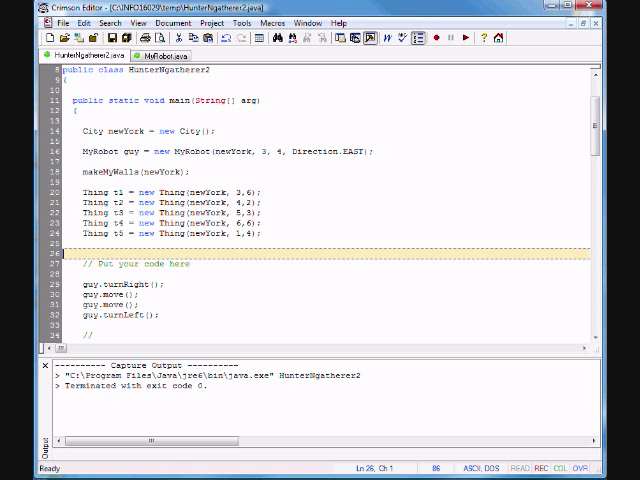 Crimson Editor - [C:\INFO16029\temp\HunterNgatherer2.java]
File Edit Search View Document Project Tools Macros Window Help
HunterNgatherer2.java MyRobot.java
8 public class HunterNgatherer2
9 {
10
11 public static void main(String[] arg)
12 {
13
14 City newYork = new City();
15
16 MyRobot guy = new MyRobot(newYork, 3, 4, Direction.EAST);
17
18 makeMyWalls(newYork);
19
20 Thing t1 = new Thing(newYork, 3,6);
21 Thing t2 = new Thing(newYork, 4,2);
22 Thing t3 = new Thing(newYork, 5,3);
23 Thing t4 = new Thing(newYork, 6,6);
24 Thing t5 = new Thing(newYork, 1,4);
25
26
27 // Put your code here
28
29 guy.turnRight();
30 guy.move();
31 guy.move();
32 guy.turnLeft();
33
34 //
---------- Capture Output ----------
> "C:\Program Files\Java\jre6\bin\java.exe" HunterNgatherer2
> Terminated with exit code 0.
Output
Ready Ln 26, Ch 1 86 ASCII, DOS READ REC COL OVR